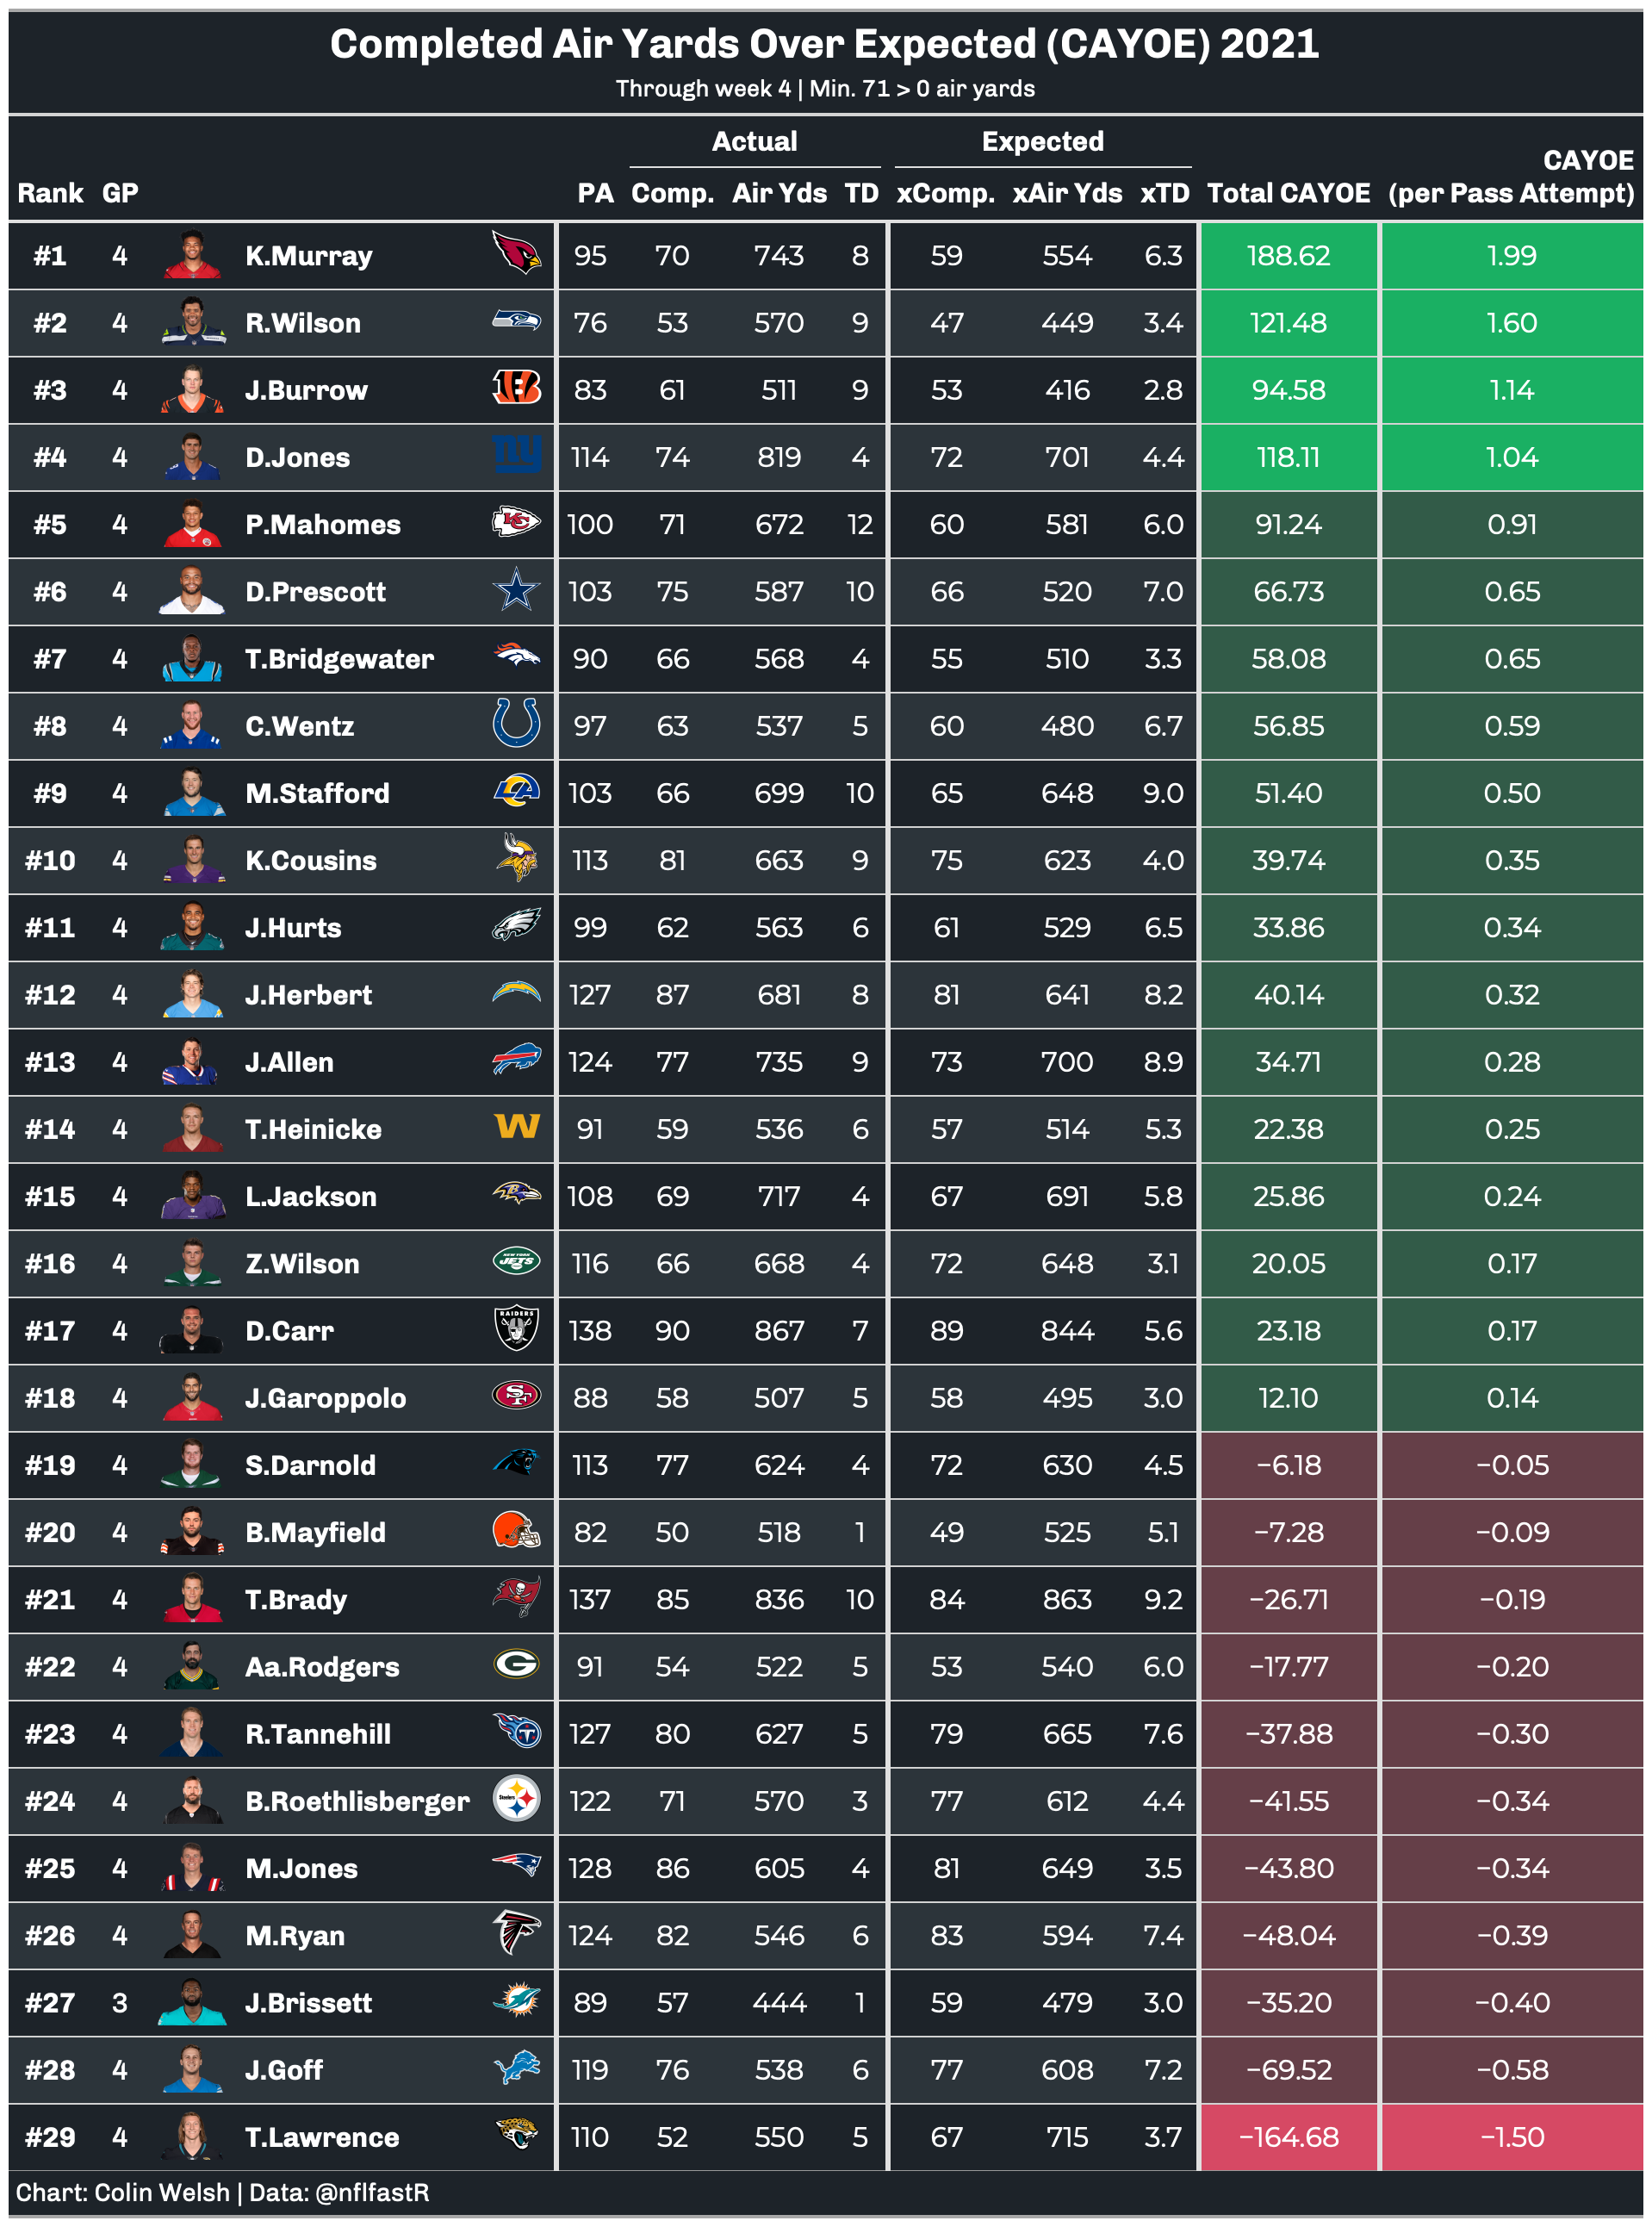 Completed Air Yards Over Expected (CAYOE) 2021
Through week 4 | Min. 71 > 0 air yards
Actual Expected CAYOE
Rank GP PA Comp. Air Yds TD xComp. xAir Yds xTD Total CAYOE (per Pass Attempt)
#1 4 K.Murray 95 70 743 8 59 554 6.3 188.62 1.99
#2 4 R.Wilson 76 53 570 9 47 449 3.4 121.48 1.60
#3 4 J.Burrow B 83 61 511 9 53 416 2.8 94.58 1.14
#4 4 D.Jones ny 114 74 819 4 72 701 4.4 118.11 1.04
#5 4 P.Mahomes KC 100 71 672 12 60 581 6.0 91.24 0.91
#6 4 D.Prescott 103 75 587 10 66 520 7.0 66.73 0.65
#7 4 T.Bridgewater 90 66 568 4 55 510 3.3 58.08 0.65
#8 4 C.Wentz 97 63 537 5 60 480 6.7 56.85 0.59
#9 4 M.Stafford LA 103 66 699 10 65 648 9.0 51.40 0.50
#10 4 K.Cousins 113 81 663 9 75 623 4.0 39.74 0.35
#11 4 J.Hurts 99 62 563 6 61 529 6.5 33.86 0.34
#12 4 J.Herbert 127 87 681 8 81 641 8.2 40.14 0.32
#13 4 J.Allen 124 77 735 9 73 700 8.9 34.71 0.28
#14 4 T.Heinicke W 91 59 536 6 57 514 5.3 22.38 0.25
#15 4 L.Jackson B 108 69 717 4 67 691 5.8 25.86 0.24
#16 4 Z.Wilson NEW YORK JETS 116 66 668 4 72 648 3.1 20.05 0.17
#17 4 D.Carr RAIDERS 138 90 867 7 89 844 5.6 23.18 0.17
#18 4 J.Garoppolo SF 88 58 507 5 58 495 3.0 12.10 0.14
#19 4 S.Darnold 113 77 624 4 72 630 4.5 −6.18 −0.05
#20 4 B.Mayfield 82 50 518 1 49 525 5.1 −7.28 −0.09
#21 4 T.Brady 137 85 836 10 84 863 9.2 −26.71 −0.19
#22 4 Aa.Rodgers G 91 54 522 5 53 540 6.0 −17.77 −0.20
#23 4 R.Tannehill T 127 80 627 5 79 665 7.6 −37.88 −0.30
#24 4 B.Roethlisberger Steelers 122 71 570 3 77 612 4.4 −41.55 −0.34
#25 4 M.Jones 128 86 605 4 81 649 3.5 −43.80 −0.34
#26 4 M.Ryan 124 82 546 6 83 594 7.4 −48.04 −0.39
#27 3 J.Brissett 89 57 444 1 59 479 3.0 −35.20 −0.40
#28 4 J.Goff 119 76 538 6 77 608 7.2 −69.52 −0.58
#29 4 T.Lawrence 110 52 550 5 67 715 3.7 −164.68 −1.50
Chart: Colin Welsh | Data: @nflfastR